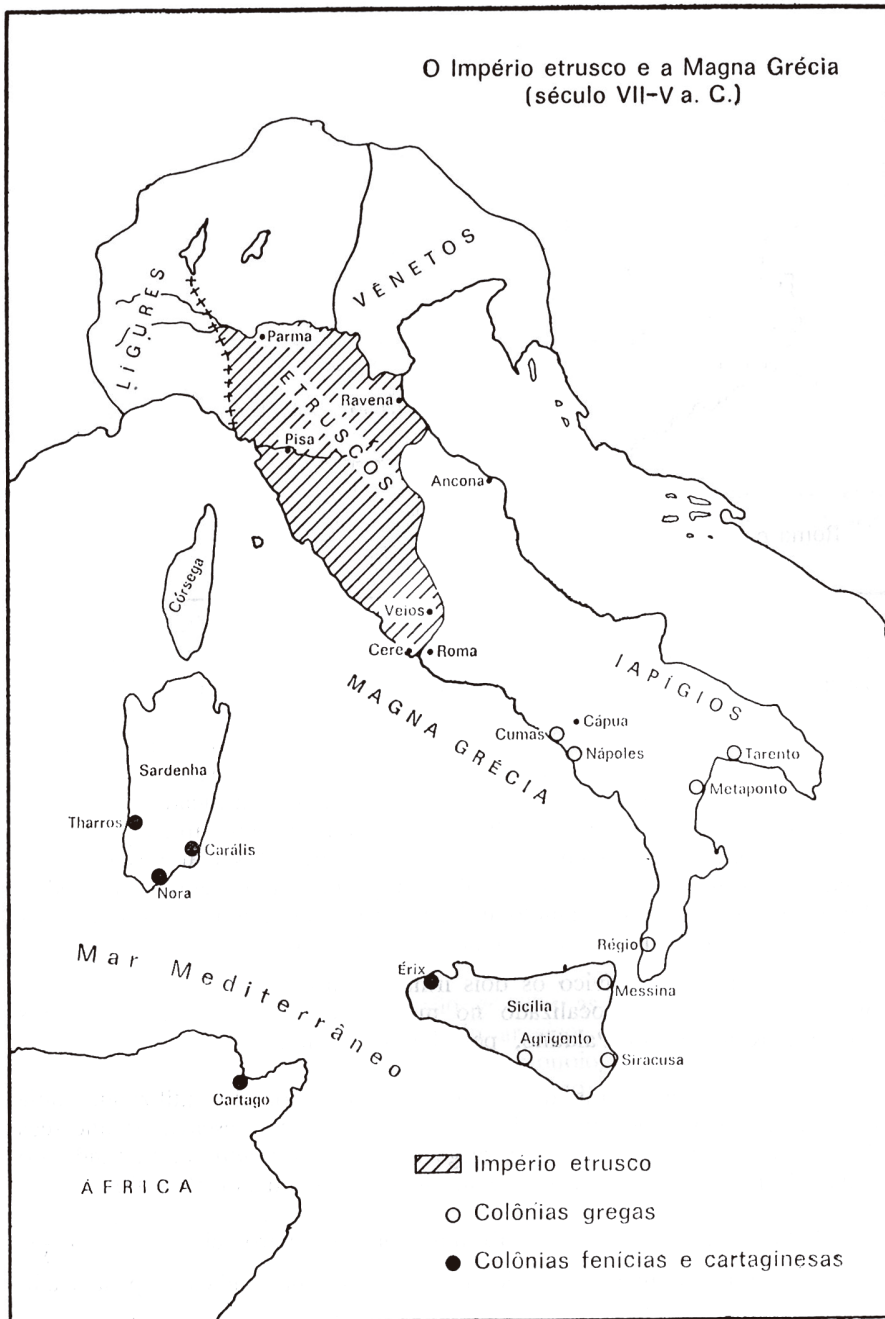 O Império etrusco e a Magna Grécia
(século VII-V a. C.)
LÍGURES
VÊNETOS
Parma
ETRUSCOS
Ravena
Pisa
Ancona
Córsega
Veios
Cere
Roma
IAPÍGIOS
MAGNA GRÉCIA
Cápua
Cumas
Nápoles
Tarento
Metaponto
Sardenha
Tharros
Carális
Nora
Régio
Mar Mediterrâneo
Érix
Messina
Sicília
Agrigento
Siracusa
Cartago
ÁFRICA
Império etrusco
Colônias gregas
Colônias fenícias e cartaginesas